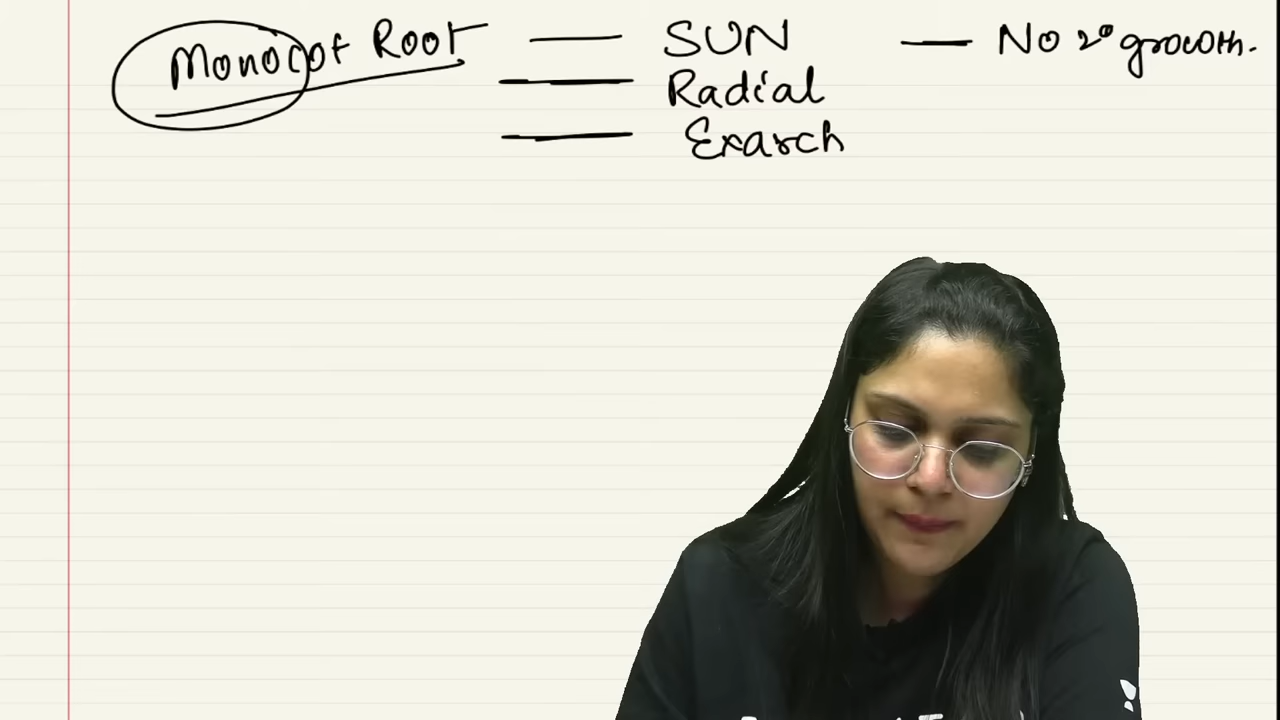 Monocot Root — SUN — No 2° growth.
— Radial
— Exarch